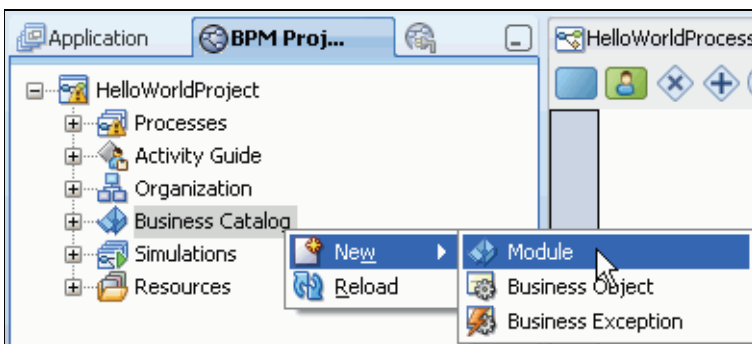 Application
BPM Proj...
HelloWorldProcess
HelloWorldProject
Processes
Activity Guide
Organization
Business Catalog
Simulations
Resources
New
Reload
Module
Business Object
Business Exception